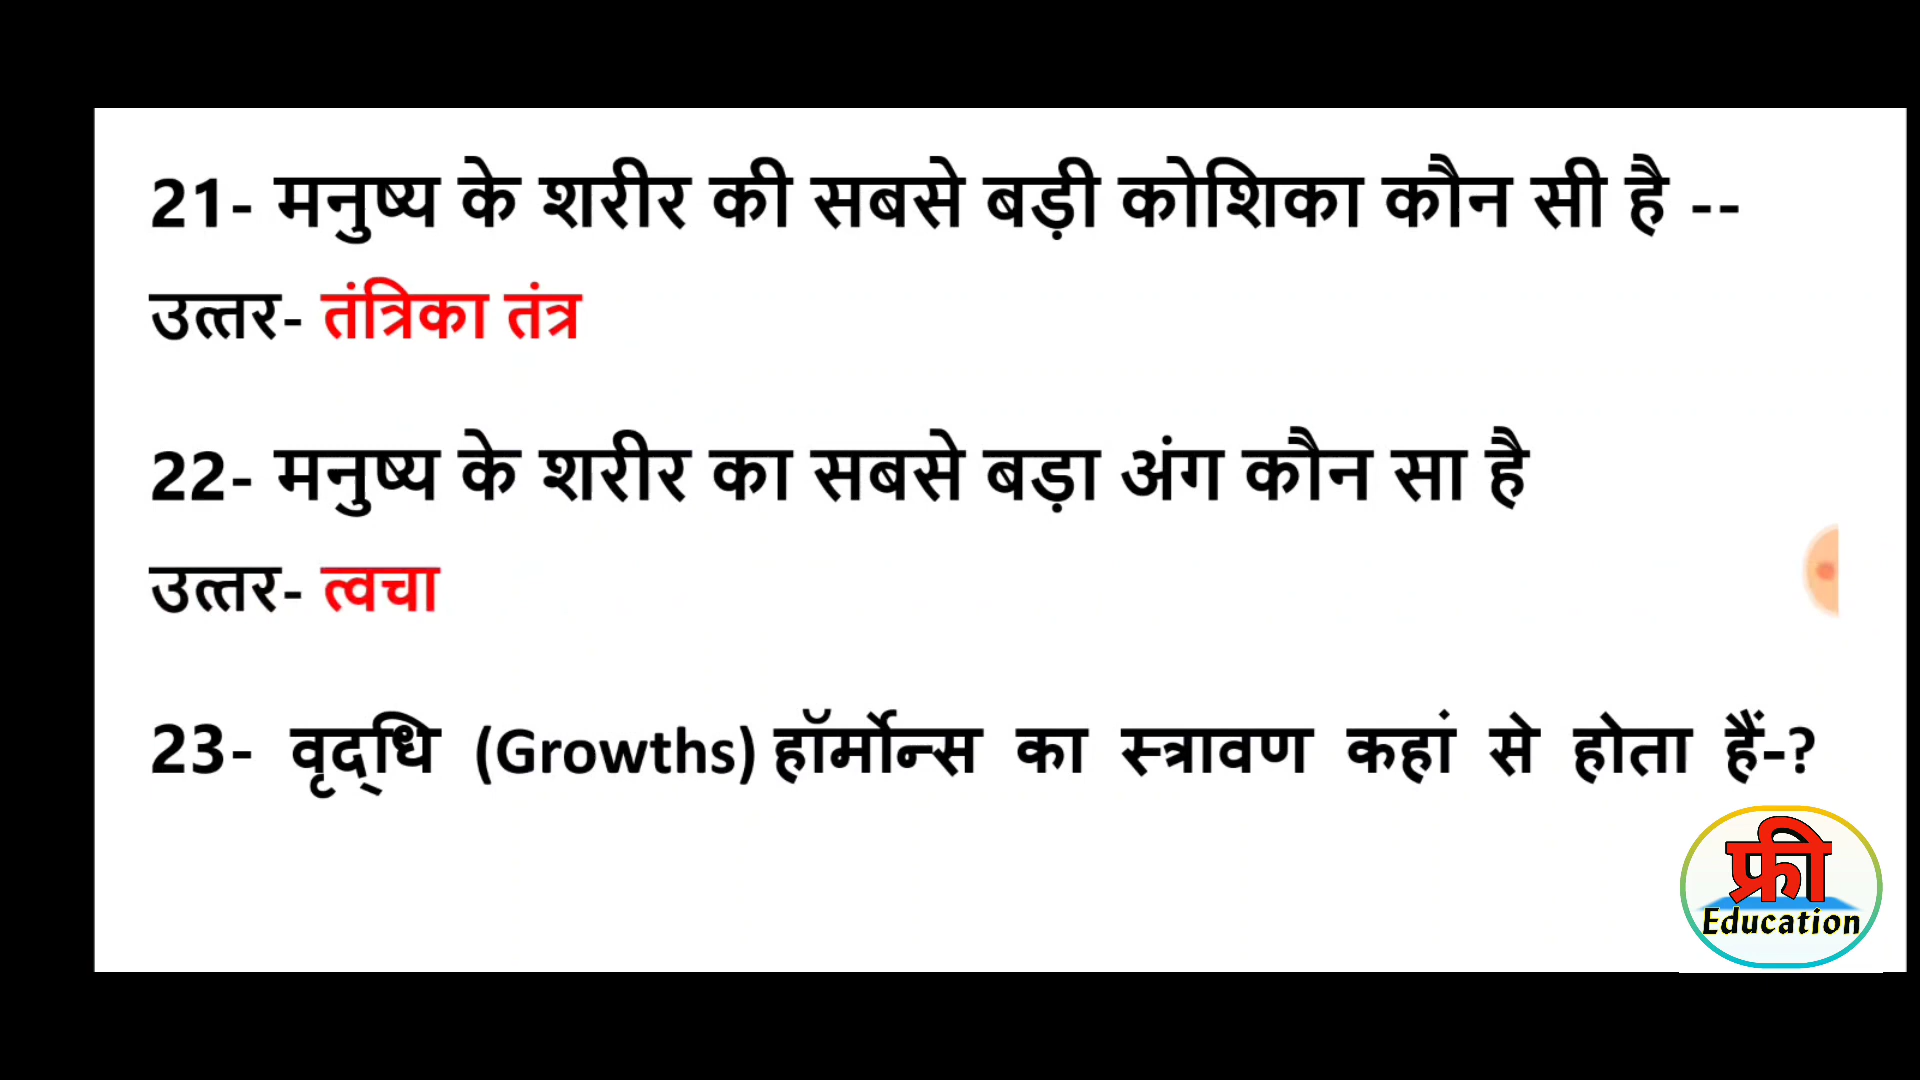 21- मनुष्य के शरीर की सबसे बड़ी कोशिका कौन सी है --
उत्तर- तंत्रिका तंत्र
22- मनुष्य के शरीर का सबसे बड़ा अंग कौन सा है
उत्तर- त्वचा
23- वृद्धि (Growths) हॉर्मोन्स का स्त्रावण कहां से होता हैं-?
फ्री
Education